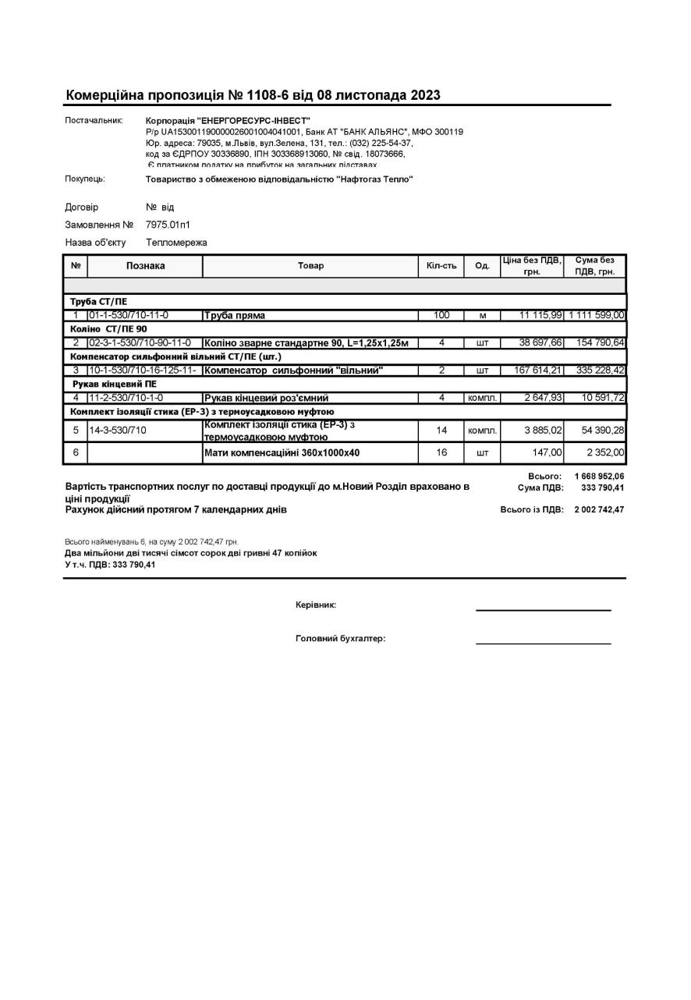 Комерційна пропозиція № 1108-6 від 08 листопада 2023
Постачальник: Корпорація "ЕНЕРГОРЕСУРС-ІНВЕСТ"
Р/р UA153001190000026001004041001, Банк АТ "БАНК АЛЬЯНС", МФО 300119
Юр. адреса: 79035, м.Львів, вул.Зелена, 131, тел.: (032) 225-54-37,
код за ЄДРПОУ 30336890, ІПН 303368913060, № свід. 18073666,
Є платником податку на прибуток на загальних підставах
Покупець: Товариство з обмеженою відповідальністю "Нафтогаз Тепло"
Договір № від
Замовлення № 7975.01п1
Назва об'єкту Тепломережа
№ Познака Товар Кіл-сть Од. Ціна без ПДВ, грн. Сума без ПДВ, грн.
Труба СТ/ПЕ
1 01-1-530/710-11-0 Труба пряма 100 м 11 115,99 1 111 599,00
Коліно СТ/ПЕ 90
2 02-3-1-530/710-90-11-0 Коліно зварне стандартне 90, L=1,25х1,25м 4 шт 38 697,66 154 790,64
Компенсатор сильфонний вільний СТ/ПЕ (шт.)
3 10-1-530/710-16-125-11- Компенсатор сильфонний "вільний" 2 шт 167 614,21 335 228,42
Рукав кінцевий ПЕ
4 11-2-530/710-1-0 Рукав кінцевий роз'ємний 4 компл. 2 647,93 10 591,72
Комплект ізоляції стика (ЕР-3) з термоусадковою муфтою
5 14-3-530/710 Комплект ізоляції стика (ЕР-3) з термоусадковою муфтою 14 компл. 3 885,02 54 390,28
6 Мати компенсаційні 360х1000х40 16 шт 147,00 2 352,00
Всього: 1 668 952,06
Вартість транспортних послуг по доставці продукції до м.Новий Розділ враховано в ціні продукції
Сума ПДВ: 333 790,41
Рахунок дійсний протягом 7 календарних днів
Всього із ПДВ: 2 002 742,47
Всього найменувань 6, на суму 2 002 742,47 грн.
Два мільйони дві тисячі сімсот сорок дві гривні 47 копійок
У т.ч. ПДВ: 333 790,41
Керівник:
Головний бухгалтер: